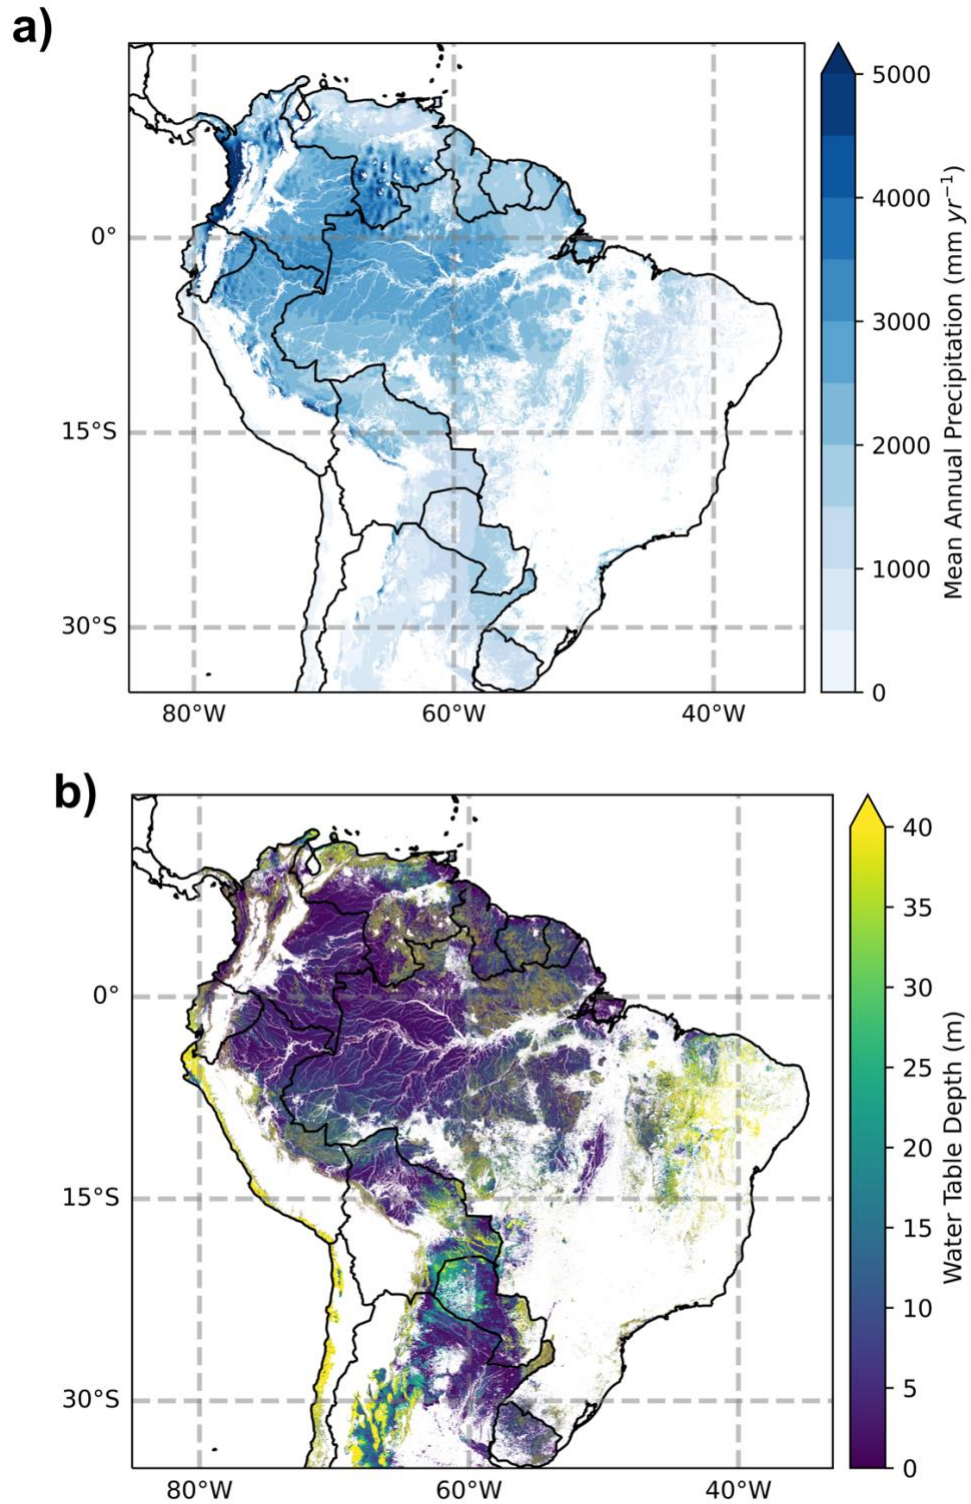 a)
0°
15°S
30°S
80°W 60°W 40°W
5000
4000
3000
2000
1000
0
Mean Annual Precipitation (mm yr⁻¹)
b)
0°
15°S
30°S
80°W 60°W 40°W
40
35
30
25
20
15
10
5
0
Water Table Depth (m)